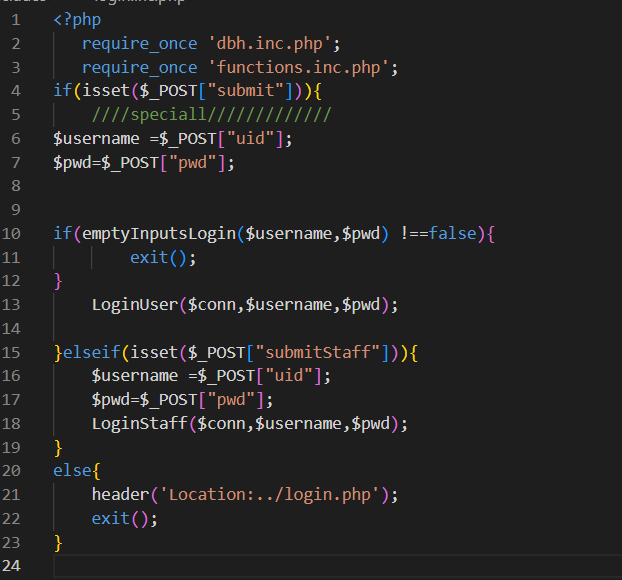 1 <?php
2 require_once 'dbh.inc.php';
3 require_once 'functions.inc.php';
4 if(isset($_POST["submit"])){
5 ////speciall/////////////
6 $username =$_POST["uid"];
7 $pwd=$_POST["pwd"];
8
9
10 if(emptyInputsLogin($username,$pwd) !==false){
11 exit();
12 }
13 LoginUser($conn,$username,$pwd);
14
15 }elseif(isset($_POST["submitStaff"])){
16 $username =$_POST["uid"];
17 $pwd=$_POST["pwd"];
18 LoginStaff($conn,$username,$pwd);
19 }
20 else{
21 header('Location:../login.php');
22 exit();
23 }
24